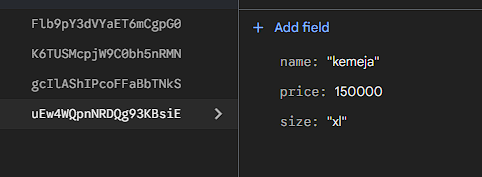 Flb9pY3dVYaET6mCgpG0
K6TUSMcpjW9C0bh5nRMN
gcIlAShIPcoFFaBbTNkS
uEw4WQpnNRDQg93KBsiE
+ Add field
name: "kemeja"
price: 150000
size: "xl"